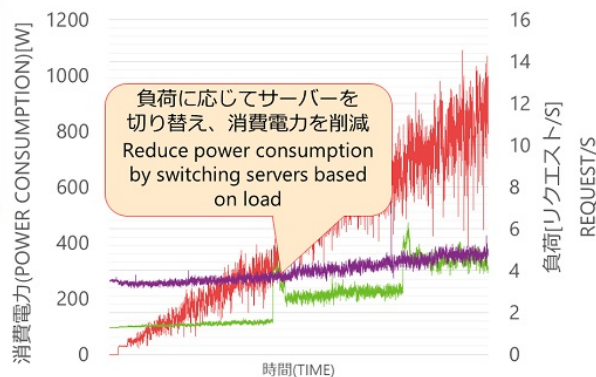 消費電力(POWER CONSUMPTION)[W]
1200
1000
800
600
400
200
0
負荷に応じてサーバーを
切り替え、消費電力を削減
Reduce power consumption
by switching servers based
on load
16
14
12
10
8
6
4
2
0
負荷[リクエスト/S]
REQUEST/S
時間(TIME)